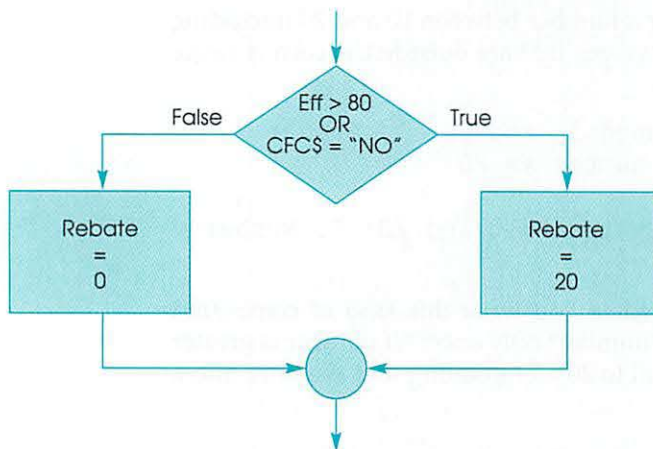 Eff > 80
OR
CFC$ = "NO"
False
True
Rebate
=
0
Rebate
=
20